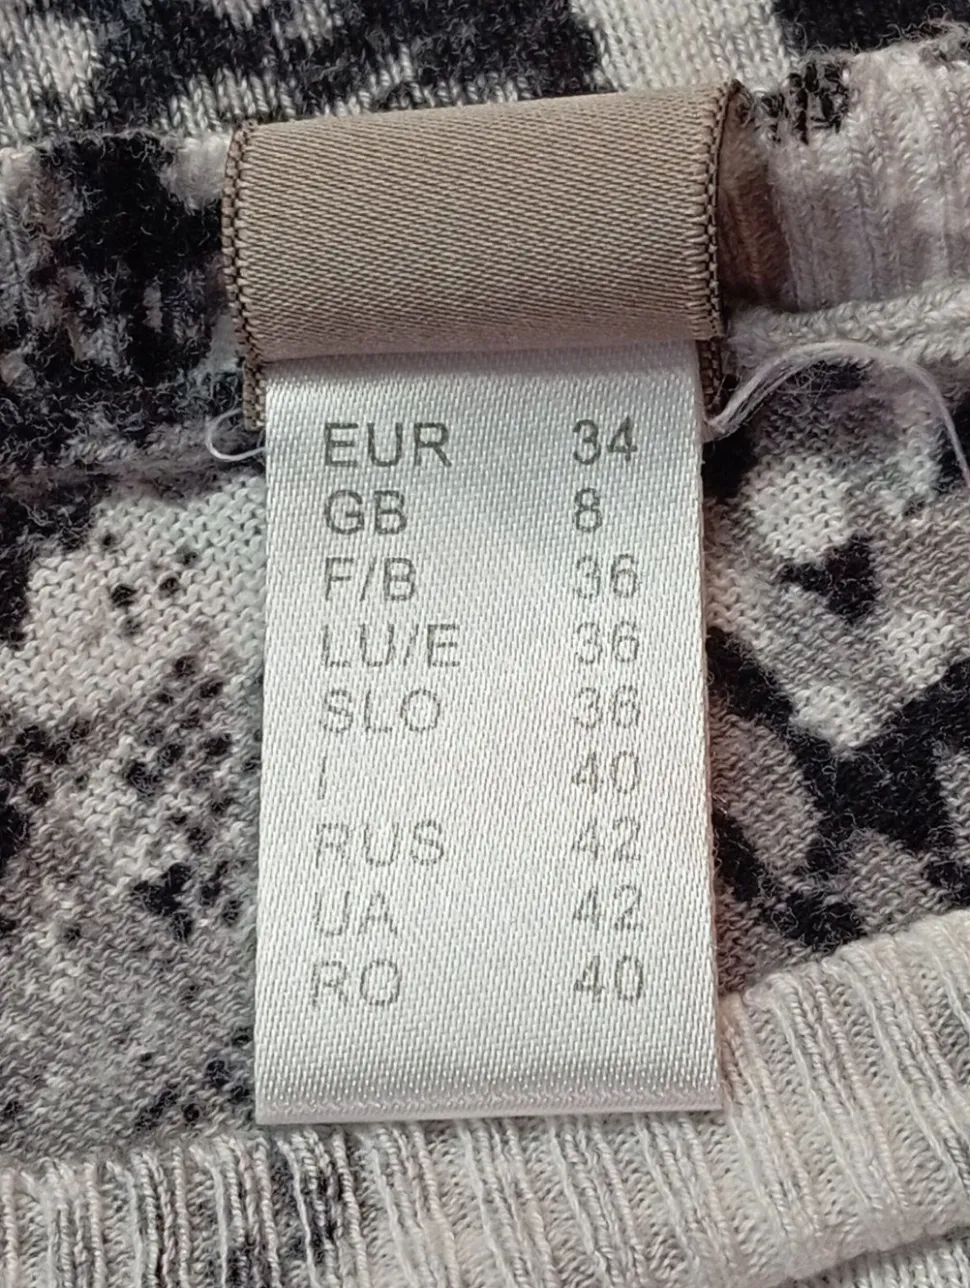 EUR 34
GB 8
F/B 36
LU/E 36
SLO 36
I 40
RUS 42
UA 42
RO 40